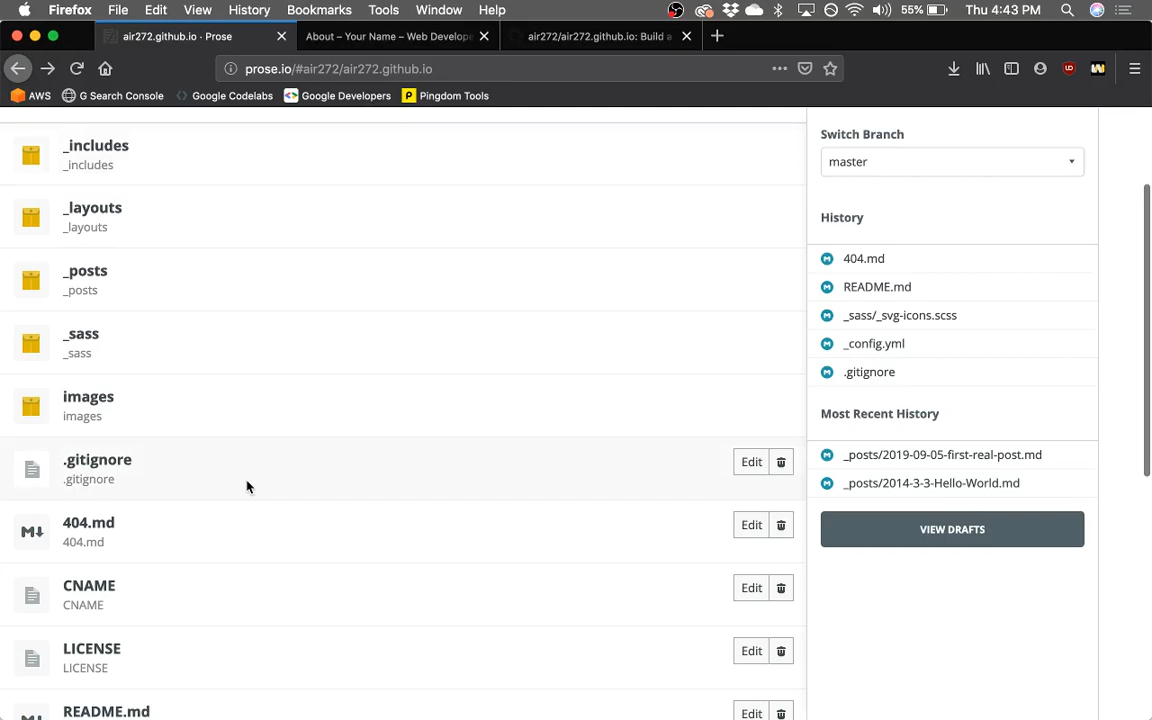 Firefox File Edit View History Bookmarks Tools Window Help 55% Thu 4:43 PM
air272.github.io · Prose
About – Your Name – Web Develope
air272/air272.github.io: Build a
prose.io/#air272/air272.github.io
AWS G Search Console Google Codelabs Google Developers Pingdom Tools
_includes
_includes
_layouts
_layouts
_posts
_posts
_sass
_sass
images
images
.gitignore
.gitignore
Edit
404.md
404.md
Edit
CNAME
CNAME
Edit
LICENSE
LICENSE
Edit
README.md
Edit
Switch Branch
master
History
404.md
README.md
_sass/_svg-icons.scss
_config.yml
.gitignore
Most Recent History
_posts/2019-09-05-first-real-post.md
_posts/2014-3-3-Hello-World.md
VIEW DRAFTS